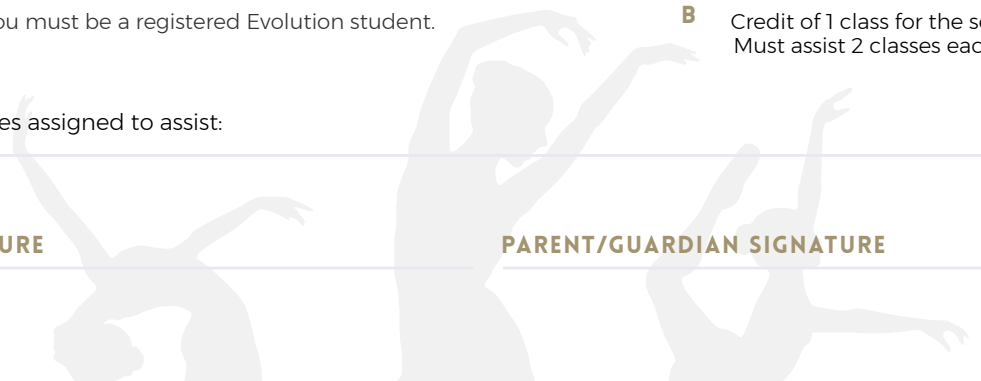 ou must be a registered Evolution student.
B Credit of 1 class for the s
Must assist 2 classes eac
es assigned to assist:
URE
PARENT/GUARDIAN SIGNATURE